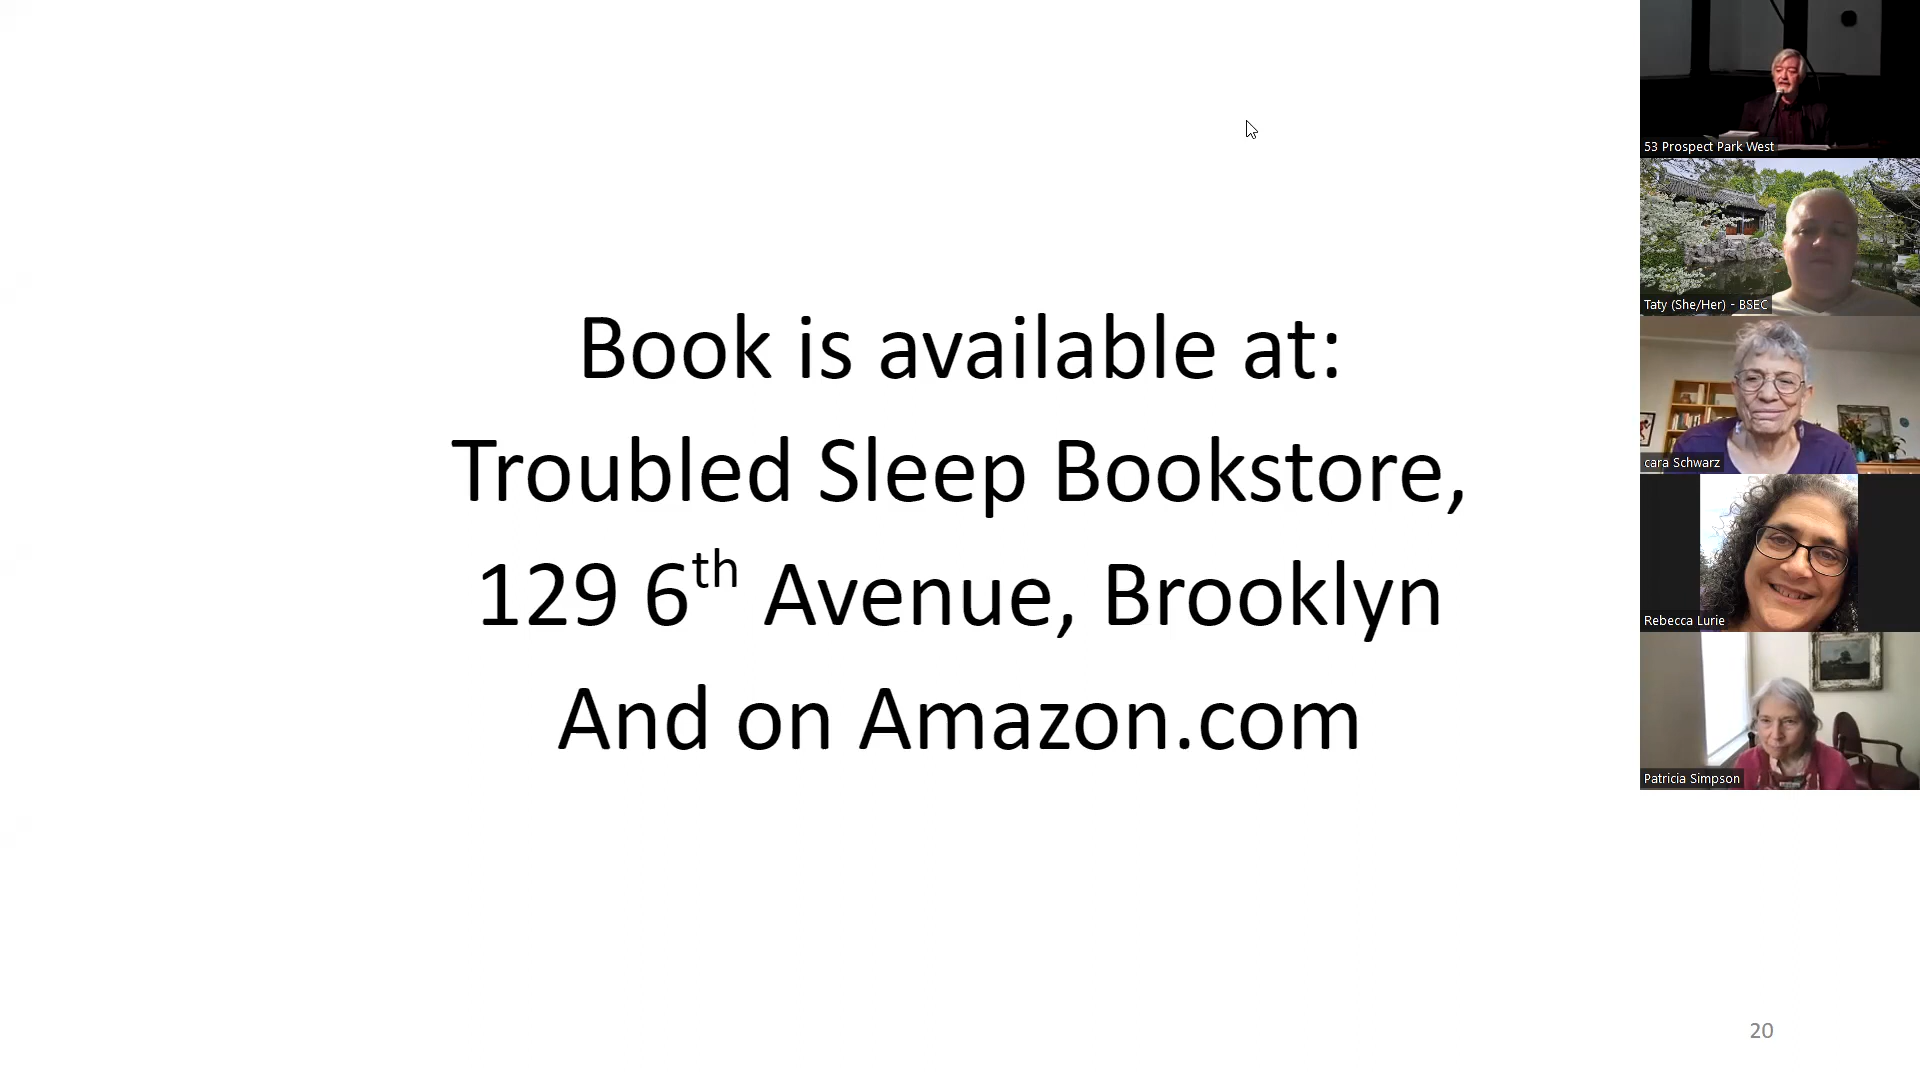 Book is available at:
Troubled Sleep Bookstore,
129 6th Avenue, Brooklyn
And on Amazon.com
20
53 Prospect Park West
Taty (She/Her) - BSEC
cara Schwarz
Rebecca Lurie
Patricia Simpson